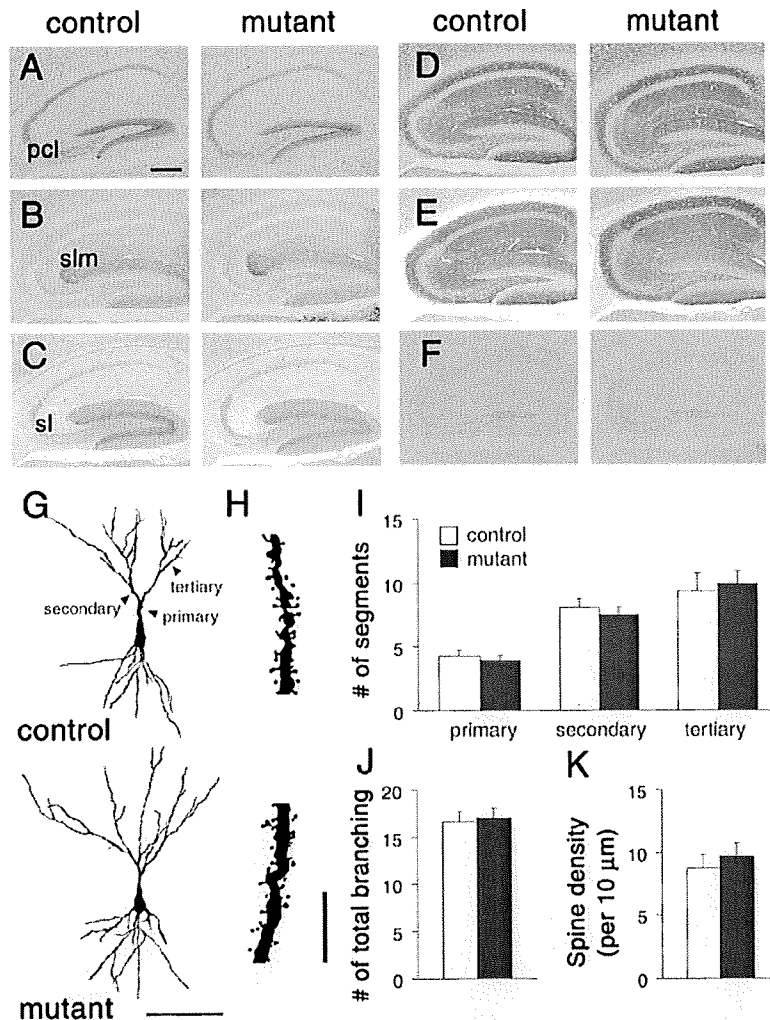 control mutant control mutant
A
pcl
D
B
slm
E
C
sl
F
G
secondary
tertiary
primary
control
mutant
H
I
# of segments
15
10
5
0
control
mutant
primary secondary tertiary
J
# of total branching
20
15
10
5
0
K
Spine density
(per 10 µm)
15
10
5
0